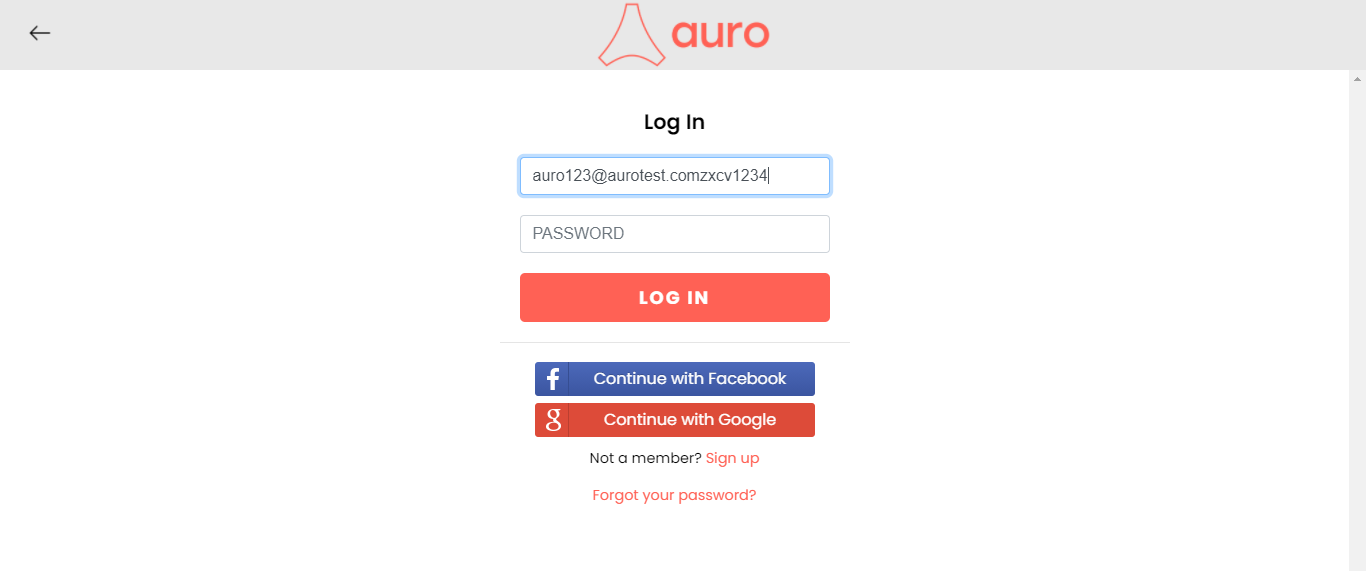 auro
Log In
auro123@aurotest.comzxcv1234
PASSWORD
LOG IN
f Continue with Facebook
g Continue with Google
Not a member? Sign up
Forgot your password?